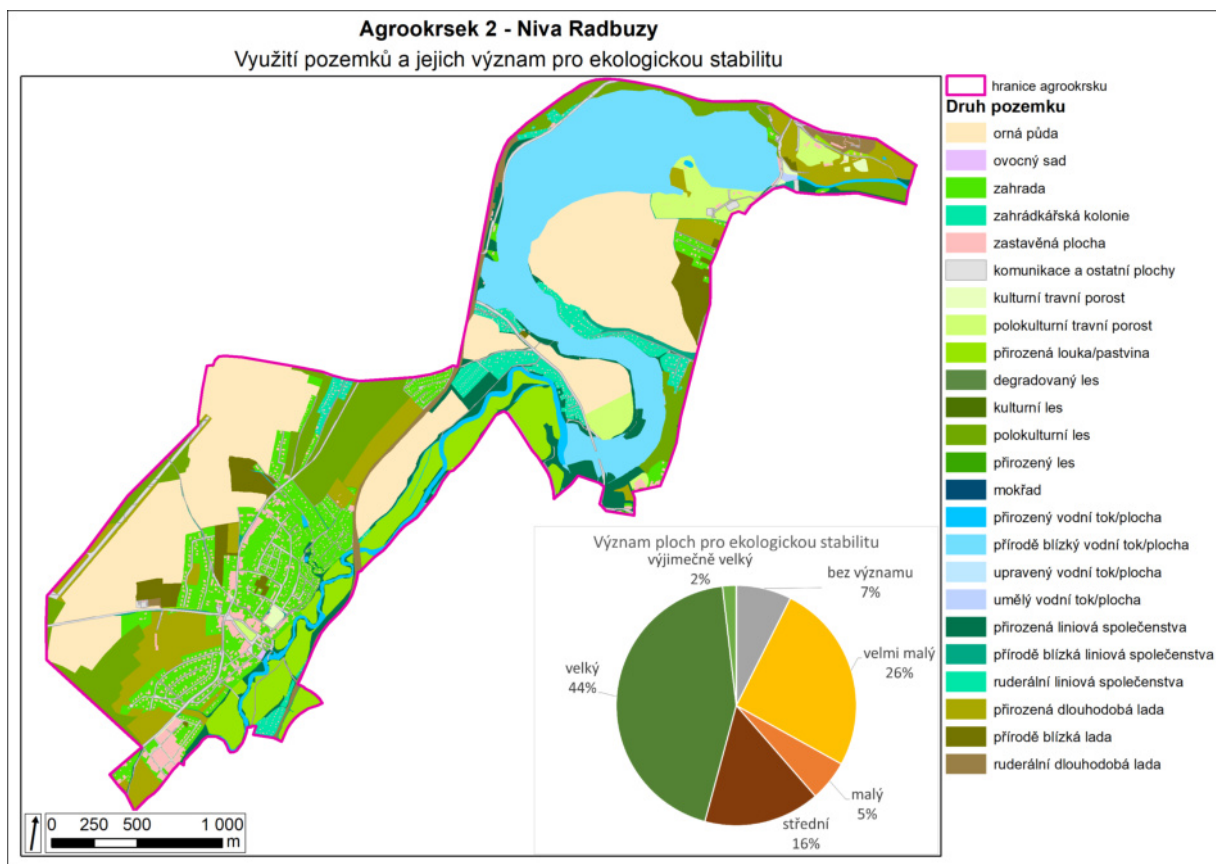 Agrookrsek 2 - Niva Radbuzy
Využití pozemků a jejich význam pro ekologickou stabilitu
hranice agrookrsku
Druh pozemku
orná půda
ovocný sad
zahrada
zahrádkářská kolonie
zastavěná plocha
komunikace a ostatní plochy
kulturní travní porost
polokulturní travní porost
přirozená louka/pastvina
degradovaný les
kulturní les
polokulturní les
přirozený les
mokřad
přirozený vodní tok/plocha
přírodě blízký vodní tok/plocha
upravený vodní tok/plocha
umělý vodní tok/plocha
přirozená liniová společenstva
přírodě blízká liniová společenstva
ruderální liniová společenstva
přirozená dlouhodobá lada
přírodě blízká lada
ruderální dlouhodobá lada
Význam ploch pro ekologickou stabilitu
výjimečně velký
2%
bez významu
7%
velmi malý
26%
malý
5%
střední
16%
velký
44%
0 250 500 1 000
m